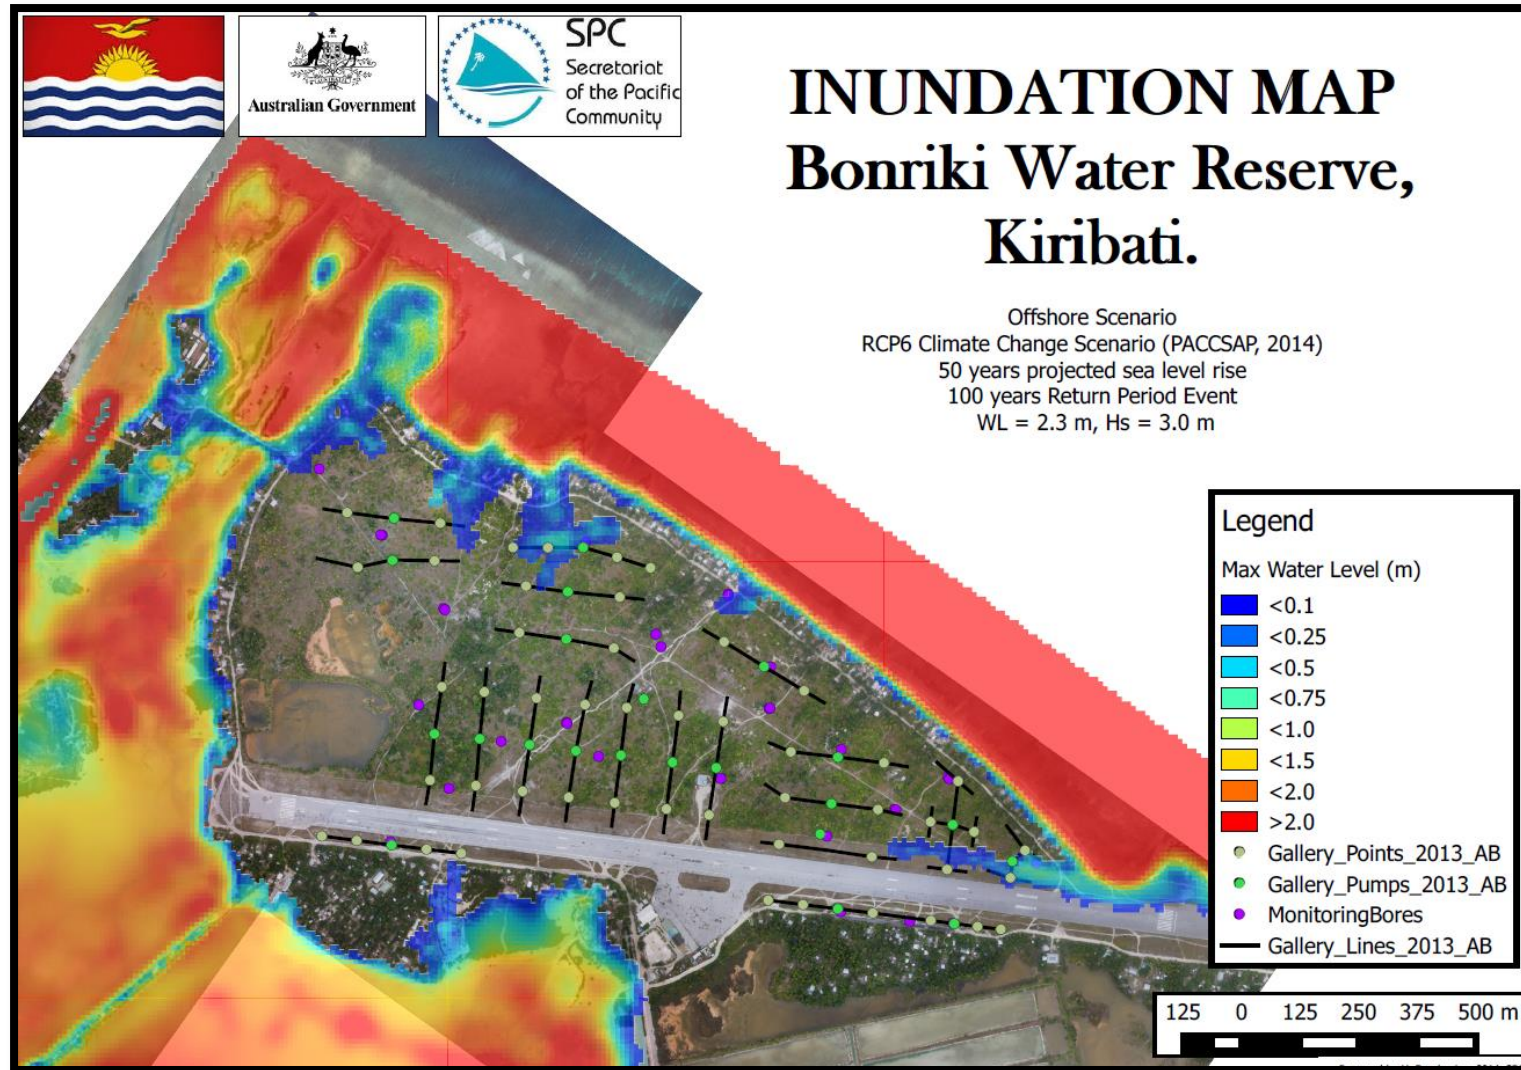 SPC
Secretariat
of the Pacific
Community
Australian Government
INUNDATION MAP
Bonriki Water Reserve,
Kiribati.
Offshore Scenario
RCP6 Climate Change Scenario (PACCSAP, 2014)
50 years projected sea level rise
100 years Return Period Event
WL = 2.3 m, Hs = 3.0 m
Legend
Max Water Level (m)
<0.1
<0.25
<0.5
<0.75
<1.0
<1.5
<2.0
>2.0
Gallery_Points_2013_AB
Gallery_Pumps_2013_AB
MonitoringBores
Gallery_Lines_2013_AB
125 0 125 250 375 500 m